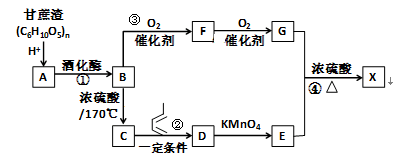 甘蔗渣
(C6H10O5)n
H+
A
酒化酶
①
B
③ O2
催化剂
F
O2
催化剂
G
浓硫酸
/170℃
C
②
一定条件
D
KMnO4
E
浓硫酸
④ △
X